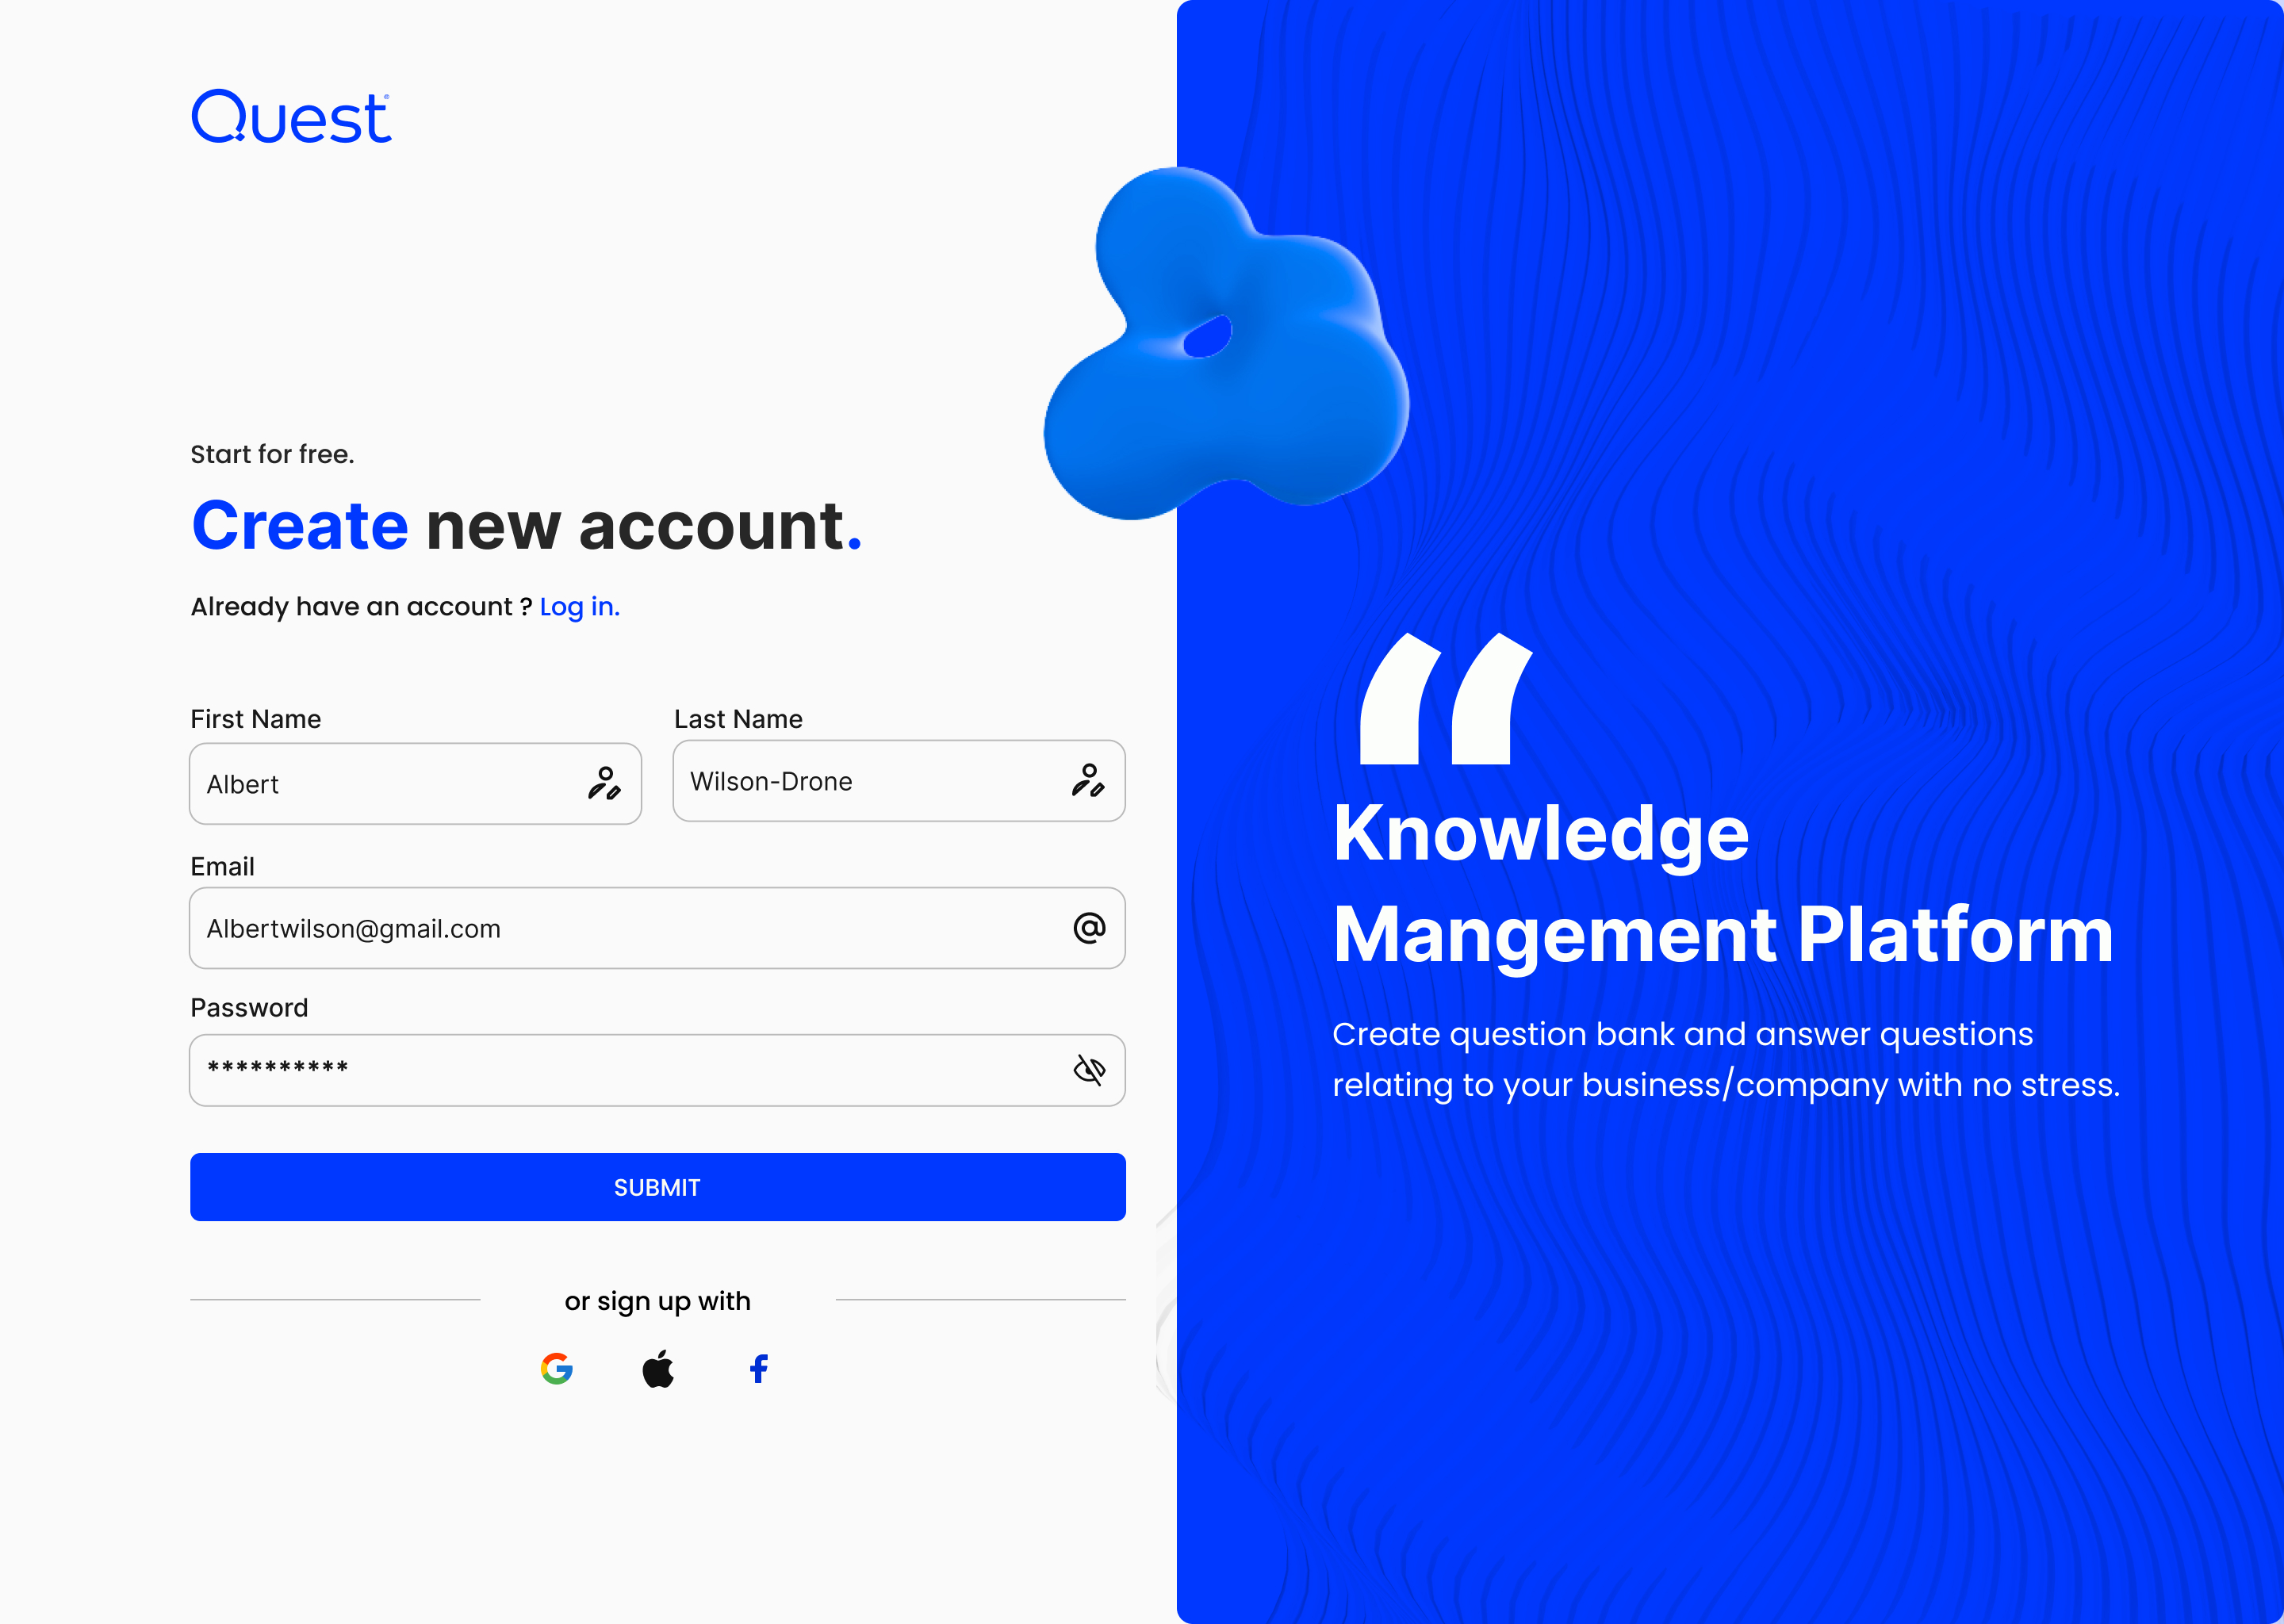 Quest
Start for free.
Create new account.
Already have an account ? Log in.
First Name
Last Name
Albert
Wilson-Drone
Email
Albertwilson@gmail.com
@
Password
**********
SUBMIT
or sign up with
“
Knowledge
Mangement Platform
Create question bank and answer questions
relating to your business/company with no stress.